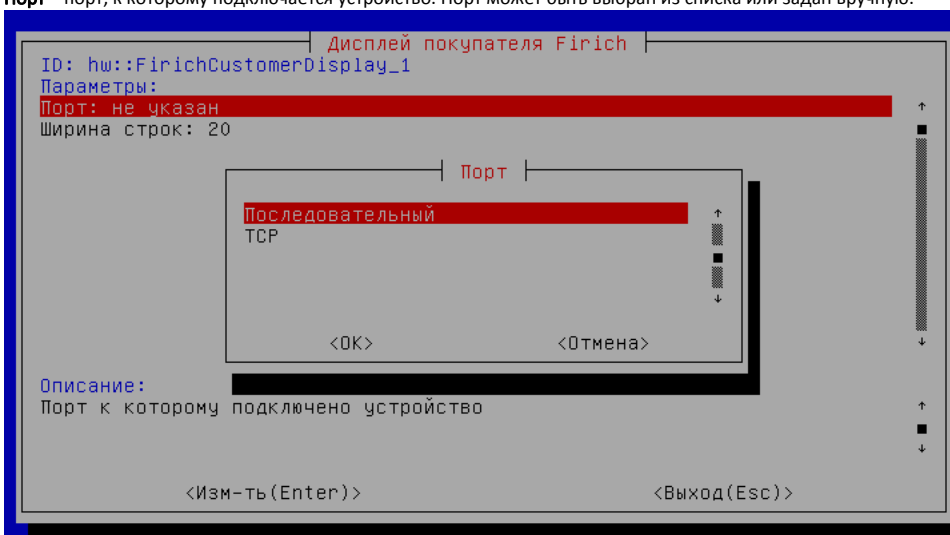 Порт – порт, к которому подключается устройство. Порт может быть выбран из списка или задан вручную.
Дисплей покупателя Firich
ID: hw::FirichCustomerDisplay_1
Параметры:
Порт: не указан
Ширина строк: 20
Порт
Последовательный
TCP
<OK> <Отмена>
Описание:
Порт к которому подключено устройство
<Изм-ть(Enter)> <Выход(Esc)>